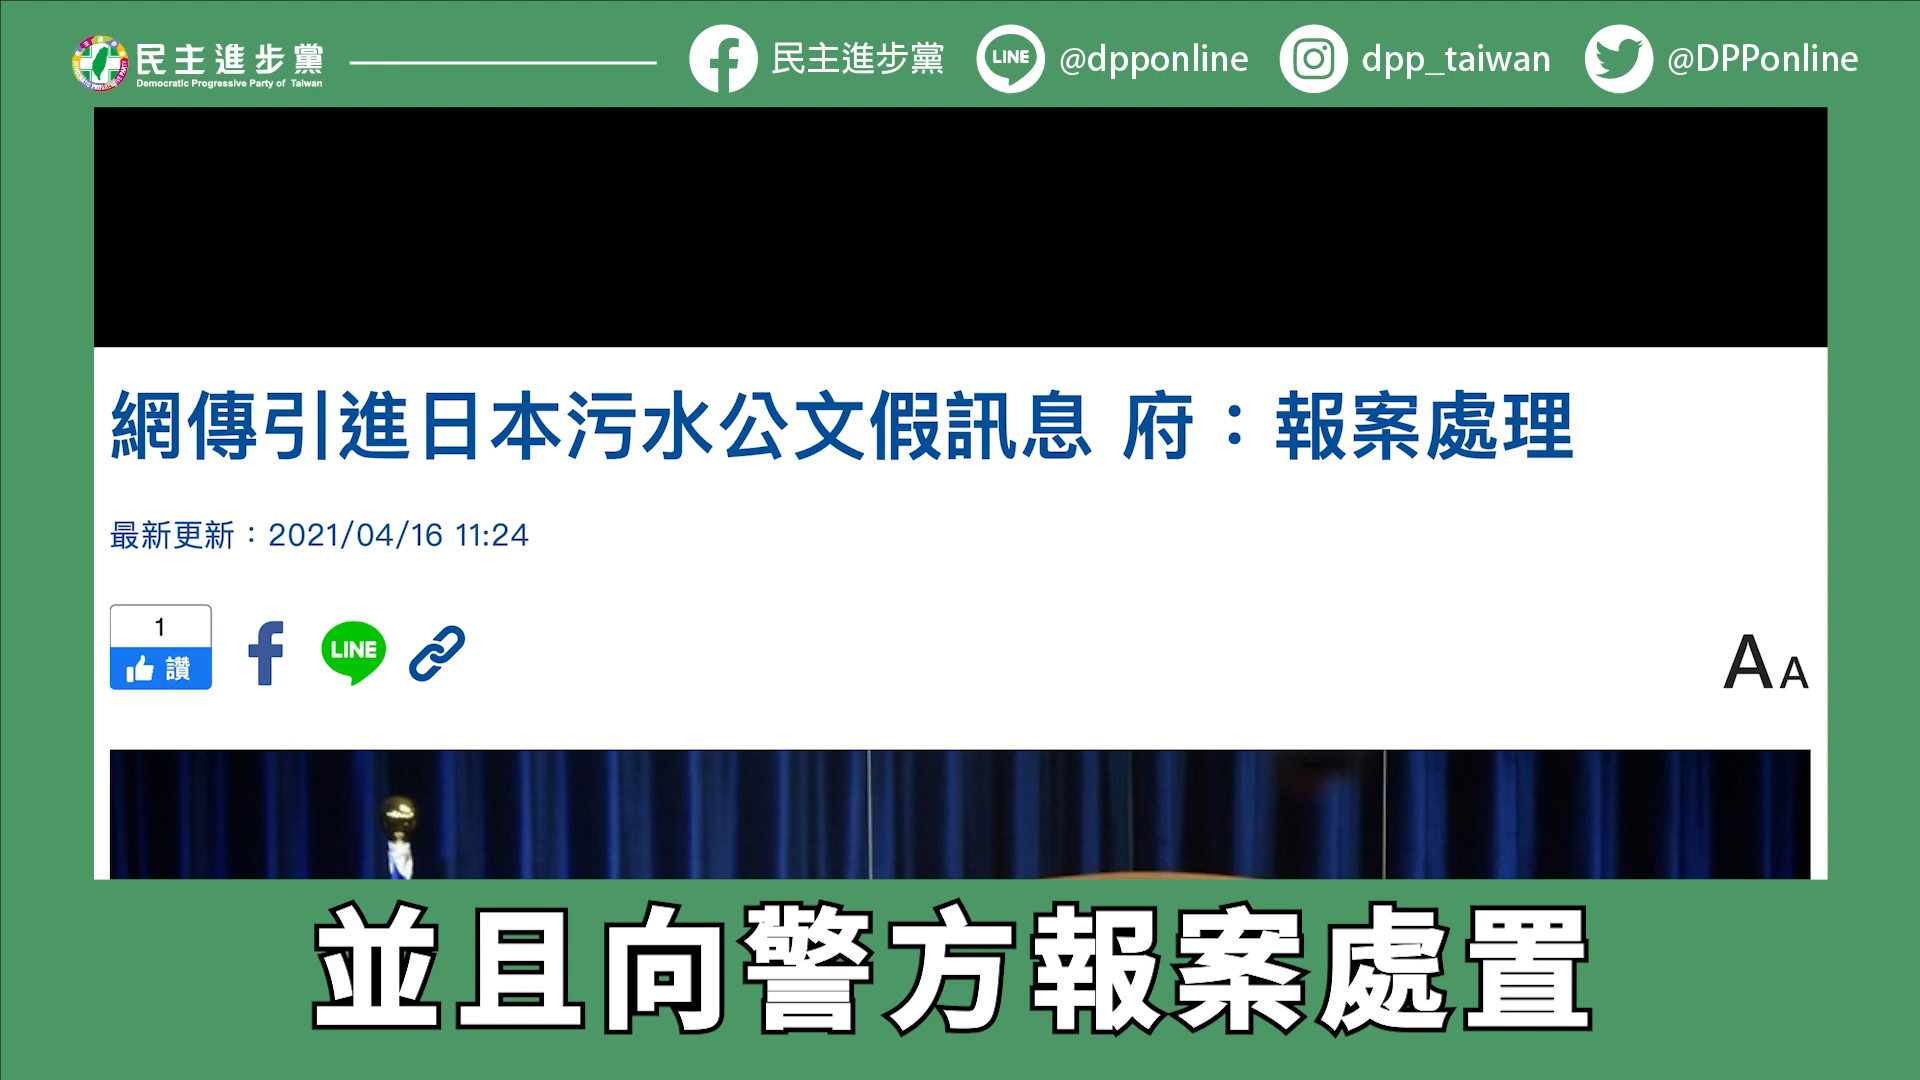 民主進步黨
Democratic Progressive Party of Taiwan
民主進步黨
LINE @dpponline
dpp_taiwan
@DPPonline
網傳引進日本污水公文假訊息 府：報案處理
最新更新：2021/04/16 11:24
1
讚
LINE
AA
並且向警方報案處置